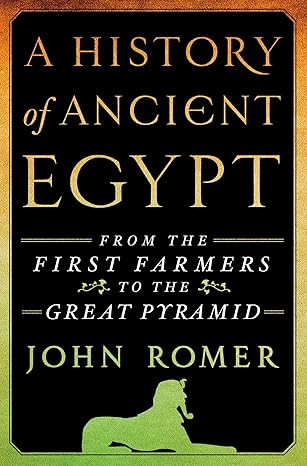 A HISTORY
of ANCIENT
EGYPT
FROM THE
FIRST FARMERS
TO THE
GREAT PYRAMID
JOHN ROMER